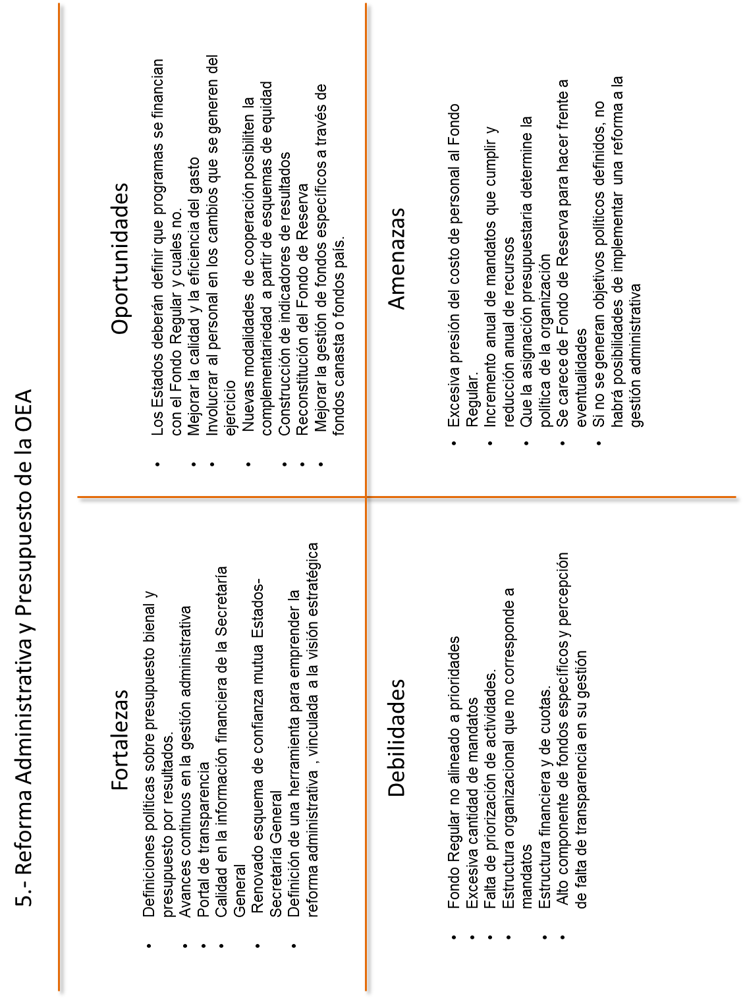 5.- Reforma Administrativa y Presupuesto de la OEA
Fortalezas
• Definiciones políticas sobre presupuesto bienal y
presupuesto por resultados.
• Avances continuos en la gestión administrativa
• Portal de transparencia
• Calidad en la información financiera de la Secretaría
General
• Renovado esquema de confianza mutua Estados-
Secretaría General
• Definición de una herramienta para emprender la
reforma administrativa , vinculada a la visión estratégica
Oportunidades
• Los Estados deberán definir que programas se financian
con el Fondo Regular y cuales no.
• Mejorar la calidad y la eficiencia del gasto
• Involucrar al personal en los cambios que se generen del
ejercicio
• Nuevas modalidades de cooperación posibiliten la
complementariedad a partir de esquemas de equidad
• Construcción de indicadores de resultados
• Reconstitución del Fondo de Reserva
• Mejorar la gestión de fondos específicos a través de
fondos canasta o fondos país.
Debilidades
• Fondo Regular no alineado a prioridades
• Excesiva cantidad de mandatos
• Falta de priorización de actividades.
• Estructura organizacional que no corresponde a
mandatos
• Estructura financiera y de cuotas.
• Alto componente de fondos específicos y percepción
de falta de transparencia en su gestión
Amenazas
• Excesiva presión del costo de personal al Fondo
Regular.
• Incremento anual de mandatos que cumplir y
reducción anual de recursos
• Que la asignación presupuestaria determine la
política de la organización
• Se carece de Fondo de Reserva para hacer frente a
eventualidades
• Si no se generan objetivos políticos definidos, no
habrá posibilidades de implementar una reforma a la
gestión administrativa